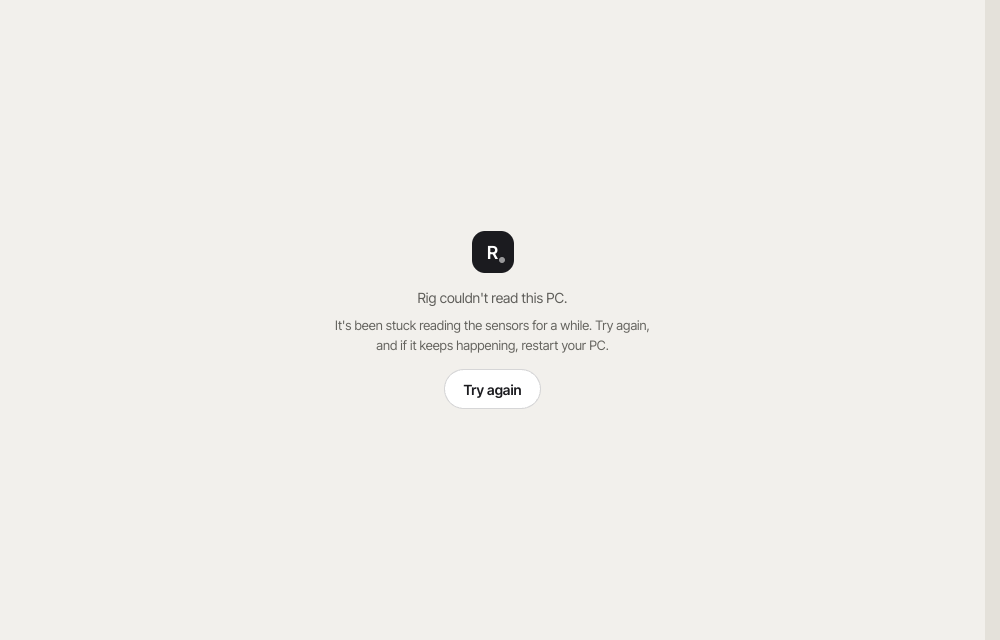 R
Rig couldn't read this PC.
It's been stuck reading the sensors for a while. Try again,
and if it keeps happening, restart your PC.
Try again